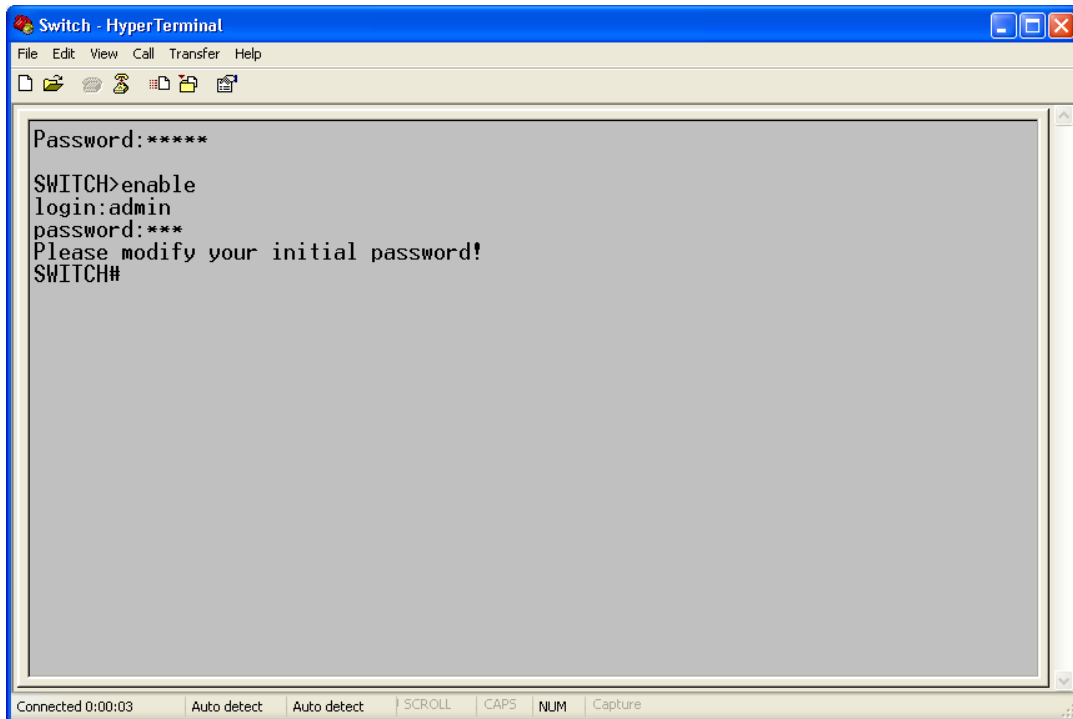 Switch - HyperTerminal
File Edit View Call Transfer Help
Password:*****
SWITCH>enable
login:admin
password:***
Please modify your initial password!
SWITCH#
Connected 0:00:03 Auto detect Auto detect SCROLL CAPS NUM Capture